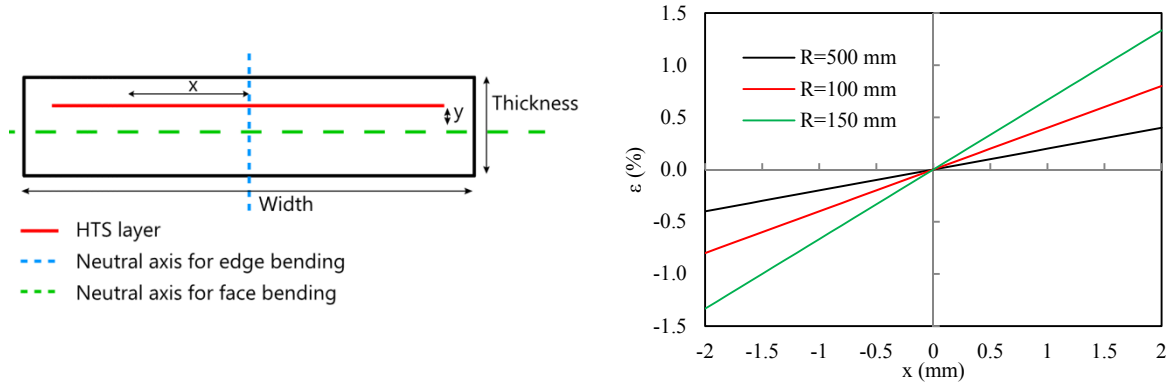 x
y
Thickness
Width
HTS layer
Neutral axis for edge bending
Neutral axis for face bending
1.5
1.0
0.5
0.0
-0.5
-1.0
-1.5
ε (%)
R=500 mm
R=100 mm
R=150 mm
-2 -1.5 -1 -0.5 0 0.5 1 1.5 2
x (mm)